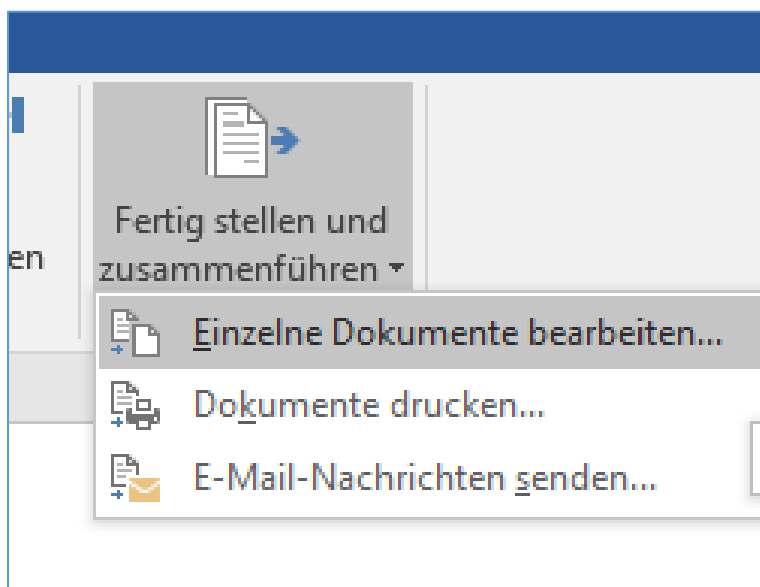 Fertig stellen und
en
zusammenführen
Einzelne Dokumente bearbeiten...
Dokumente drucken...
E-Mail-Nachrichten senden...